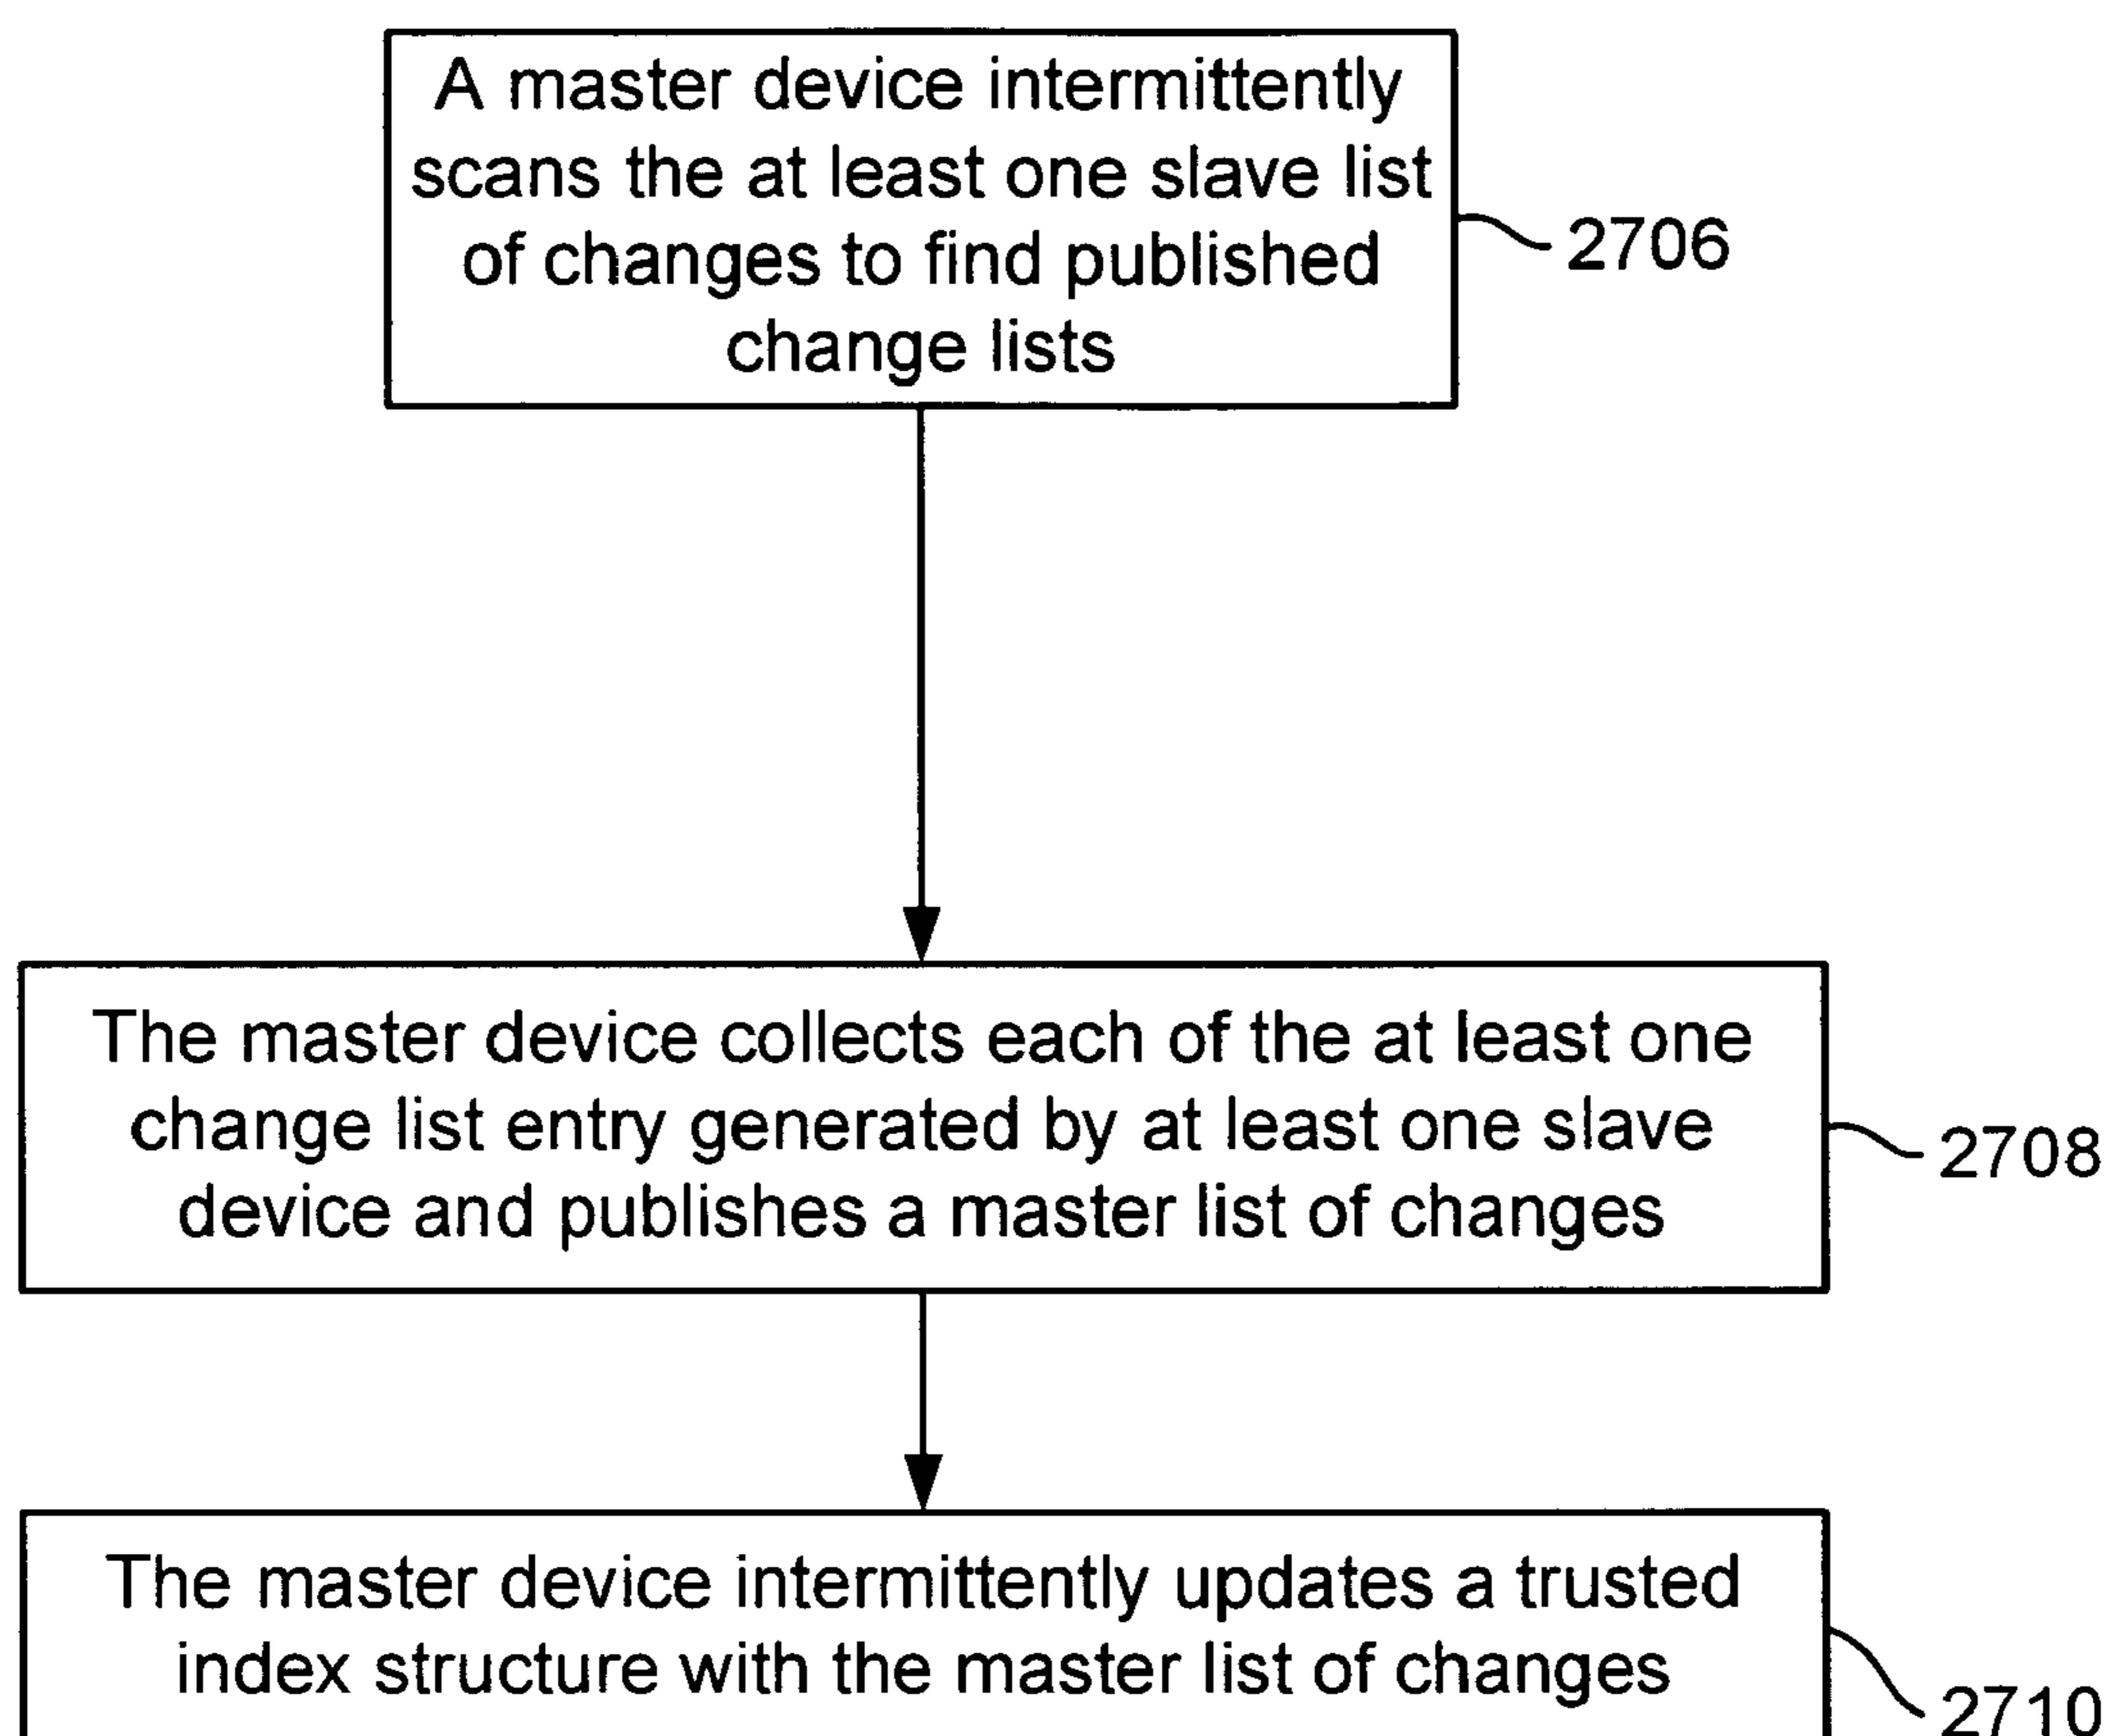 A master device intermittently
scans the at least one slave list
of changes to find published
change lists
2706
The master device collects each of the at least one
change list entry generated by at least one slave
device and publishes a master list of changes
2708
The master device intermittently updates a trusted
index structure with the master list of changes
2710